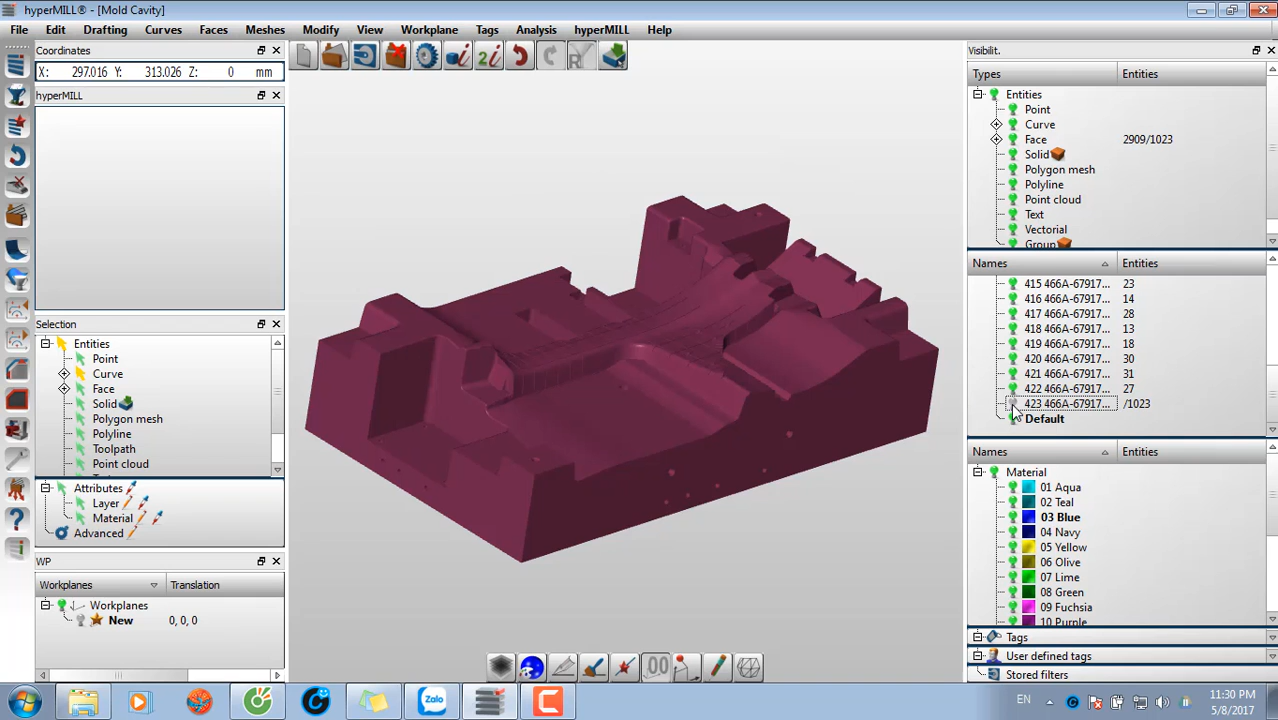 hyperMILL® - [Mold Cavity]
File Edit Drafting Curves Faces Meshes Modify View Workplane Tags Analysis hyperMILL Help
Coordinates
X: 297.016 Y: 313.026 Z: 0 mm
hyperMILL
Selection
Entities
Point
Curve
Face
Solid
Polygon mesh
Polyline
Toolpath
Point cloud
Attributes
Layer
Material
Advanced
WP
Workplanes Translation
Workplanes
New 0, 0, 0
Visibilit.
Types Entities
Entities
Point
Curve
Face 2909/1023
Solid
Polygon mesh
Polyline
Point cloud
Text
Vectorial
Group
Names Entities
415 466A-67917... 23
416 466A-67917... 14
417 466A-67917... 28
418 466A-67917... 13
419 466A-67917... 18
420 466A-67917... 30
421 466A-67917... 31
422 466A-67917... 27
423 466A-67917... /1023
Default
Names Entities
Material
01 Aqua
02 Teal
03 Blue
04 Navy
05 Yellow
06 Olive
07 Lime
08 Green
09 Fuchsia
10 Purple
Tags
User defined tags
Stored filters
.00
Zalo
EN
11:30 PM
5/8/2017